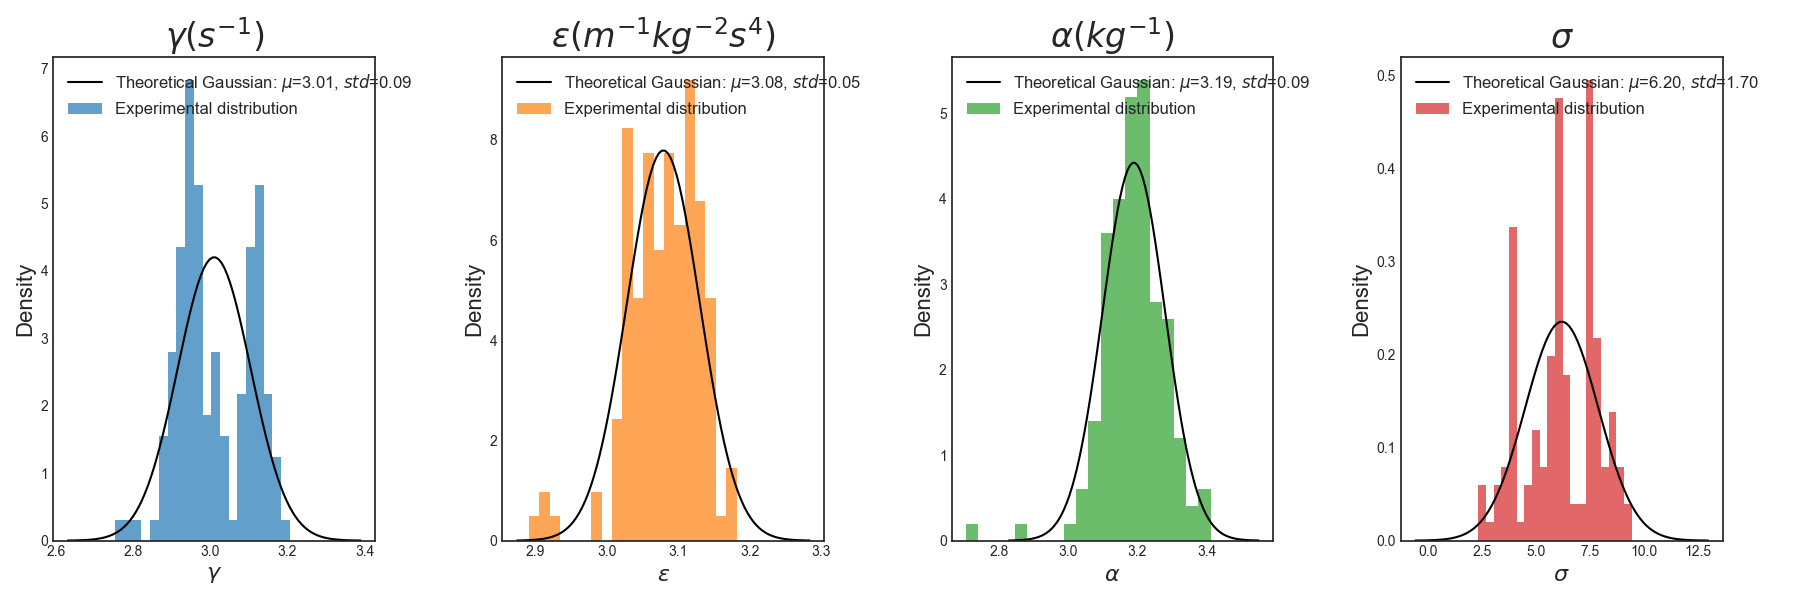 γ(s⁻¹)
Theoretical Gaussian: μ=3.01, std=0.09
Experimental distribution
7
6
5
4
3
2
1
0
Density
2.6 2.8 3.0 3.2 3.4
γ
ε(m⁻¹kg⁻²s⁴)
Theoretical Gaussian: μ=3.08, std=0.05
Experimental distribution
8
6
4
2
0
Density
2.9 3.0 3.1 3.2 3.3
ε
α(kg⁻¹)
Theoretical Gaussian: μ=3.19, std=0.09
Experimental distribution
5
4
3
2
1
0
Density
2.8 3.0 3.2 3.4
α
σ
Theoretical Gaussian: μ=6.20, std=1.70
Experimental distribution
0.5
0.4
0.3
0.2
0.1
0.0
Density
0.0 2.5 5.0 7.5 10.0 12.5
σ